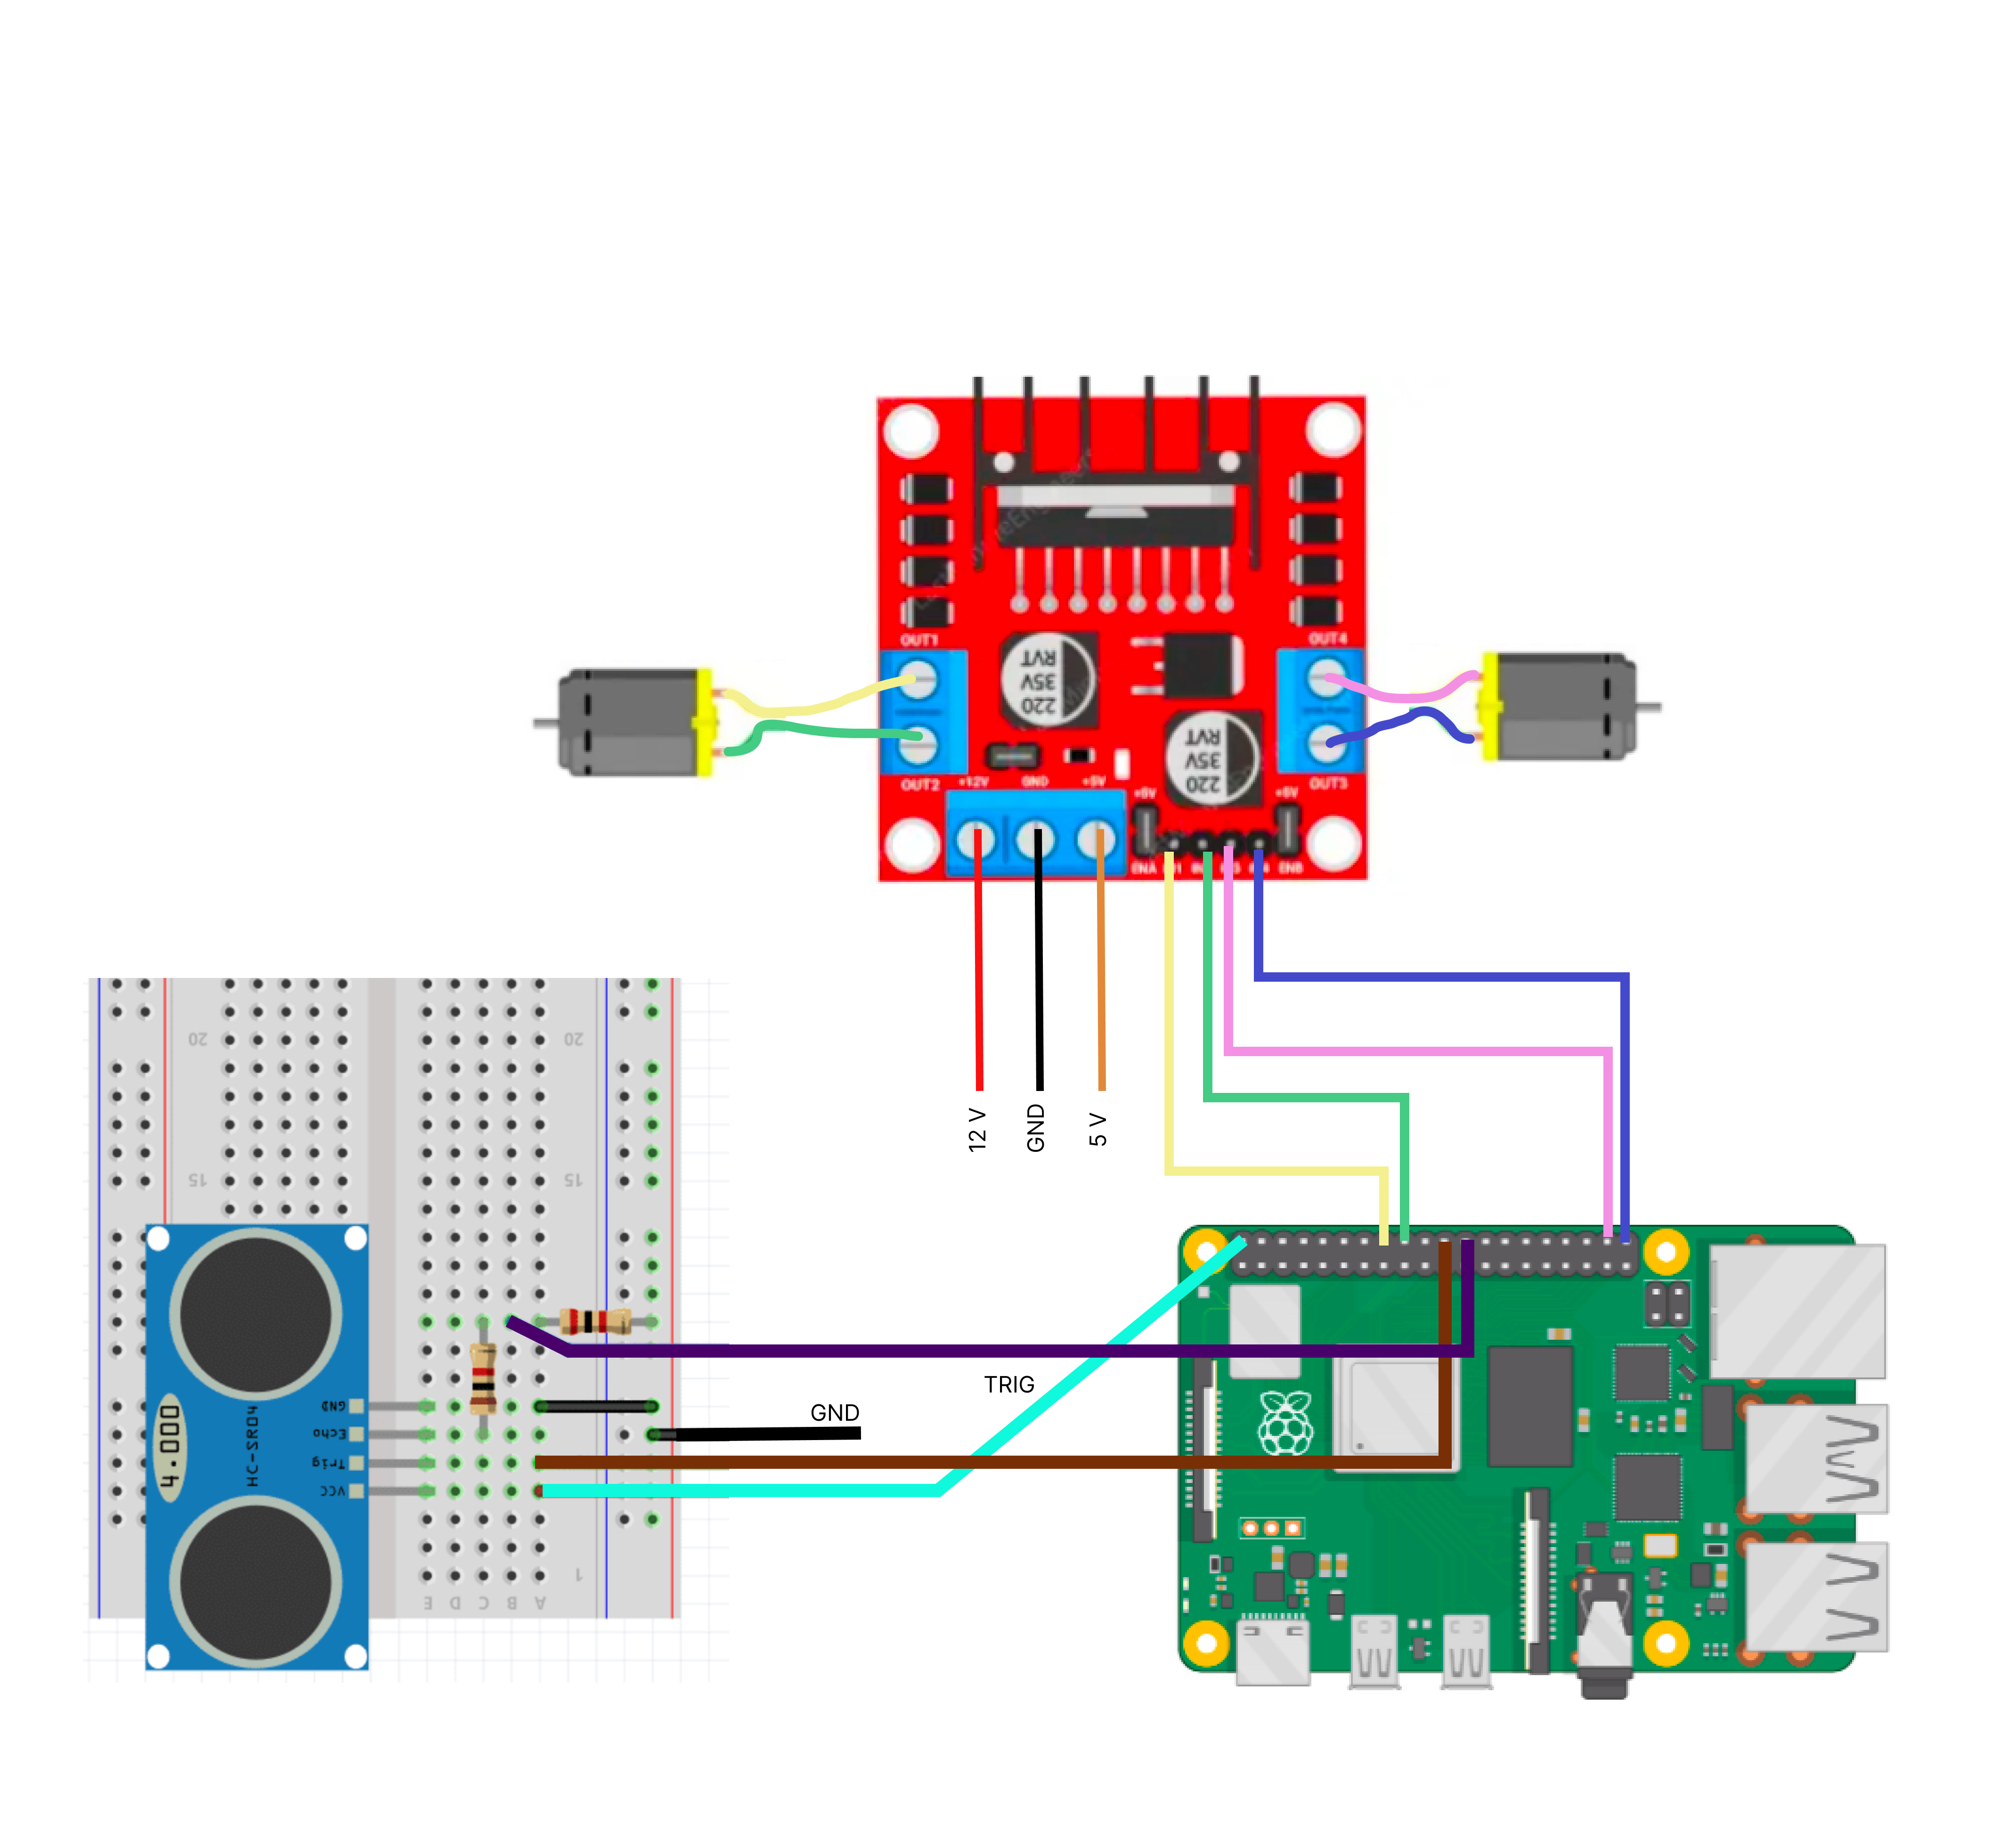 OUT1
OUT4
220
35V
RVT
220
35V
RVT
OUT2
+12V
GND
+5V
+5V
+5V
OUT3
ENA
ENB
12 V
GND
5 V
20
20
15
15
GND
Echo
Trig
VCC
HC-SR04
4.000
1
E D C B A
TRIG
GND